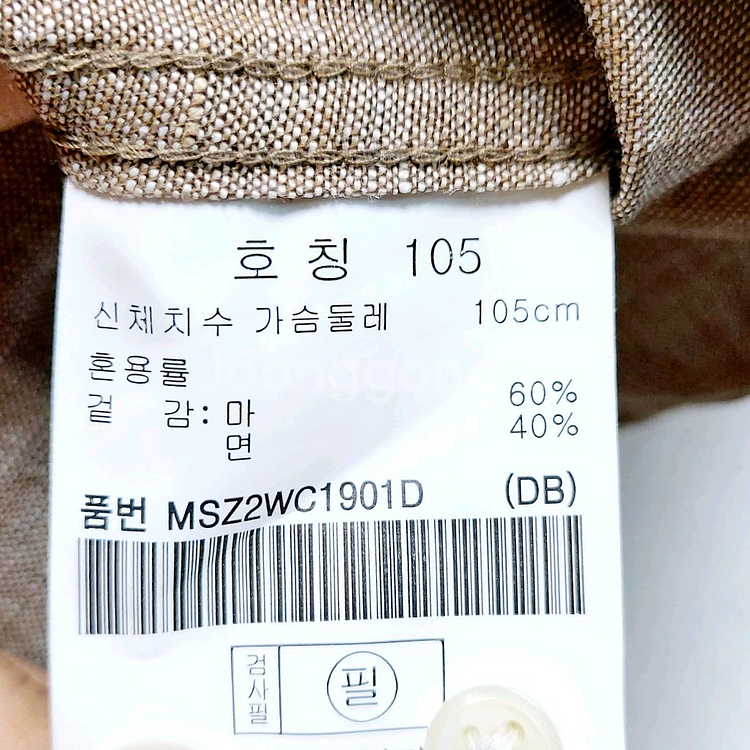 호 칭 105
신체치수 가슴둘레 105cm
혼용률
겉 감: 마 60%
면 40%
품번 MSZ2WC1901D (DB)
검사필 필